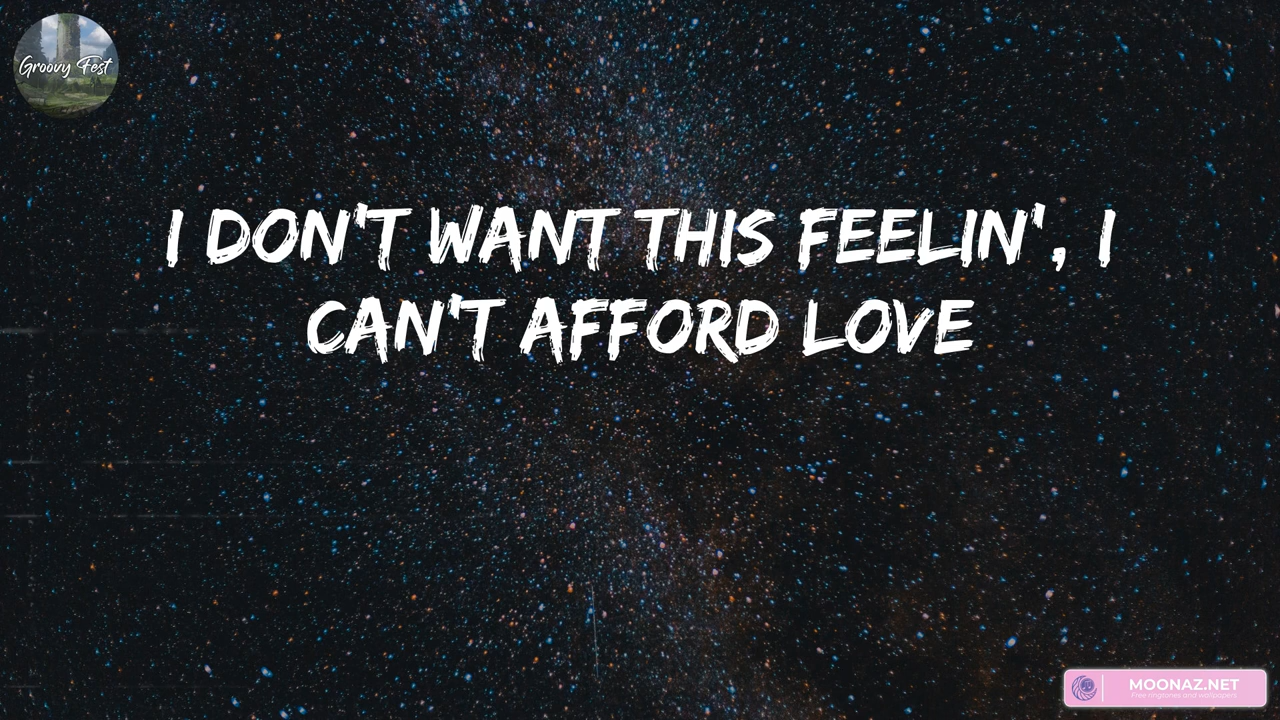 Groovy Fest
I DON'T WANT THIS FEELIN', I
CAN'T AFFORD LOVE
MOONAZ.NET
Free ringtones and wallpapers